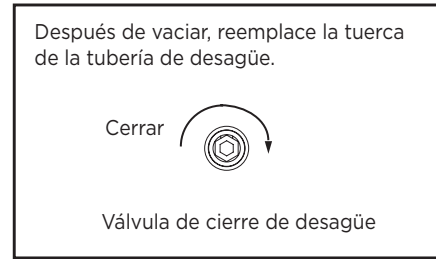 Después de vaciar, reemplace la tuerca
de la tubería de desagüe.
Cerrar
Válvula de cierre de desagüe